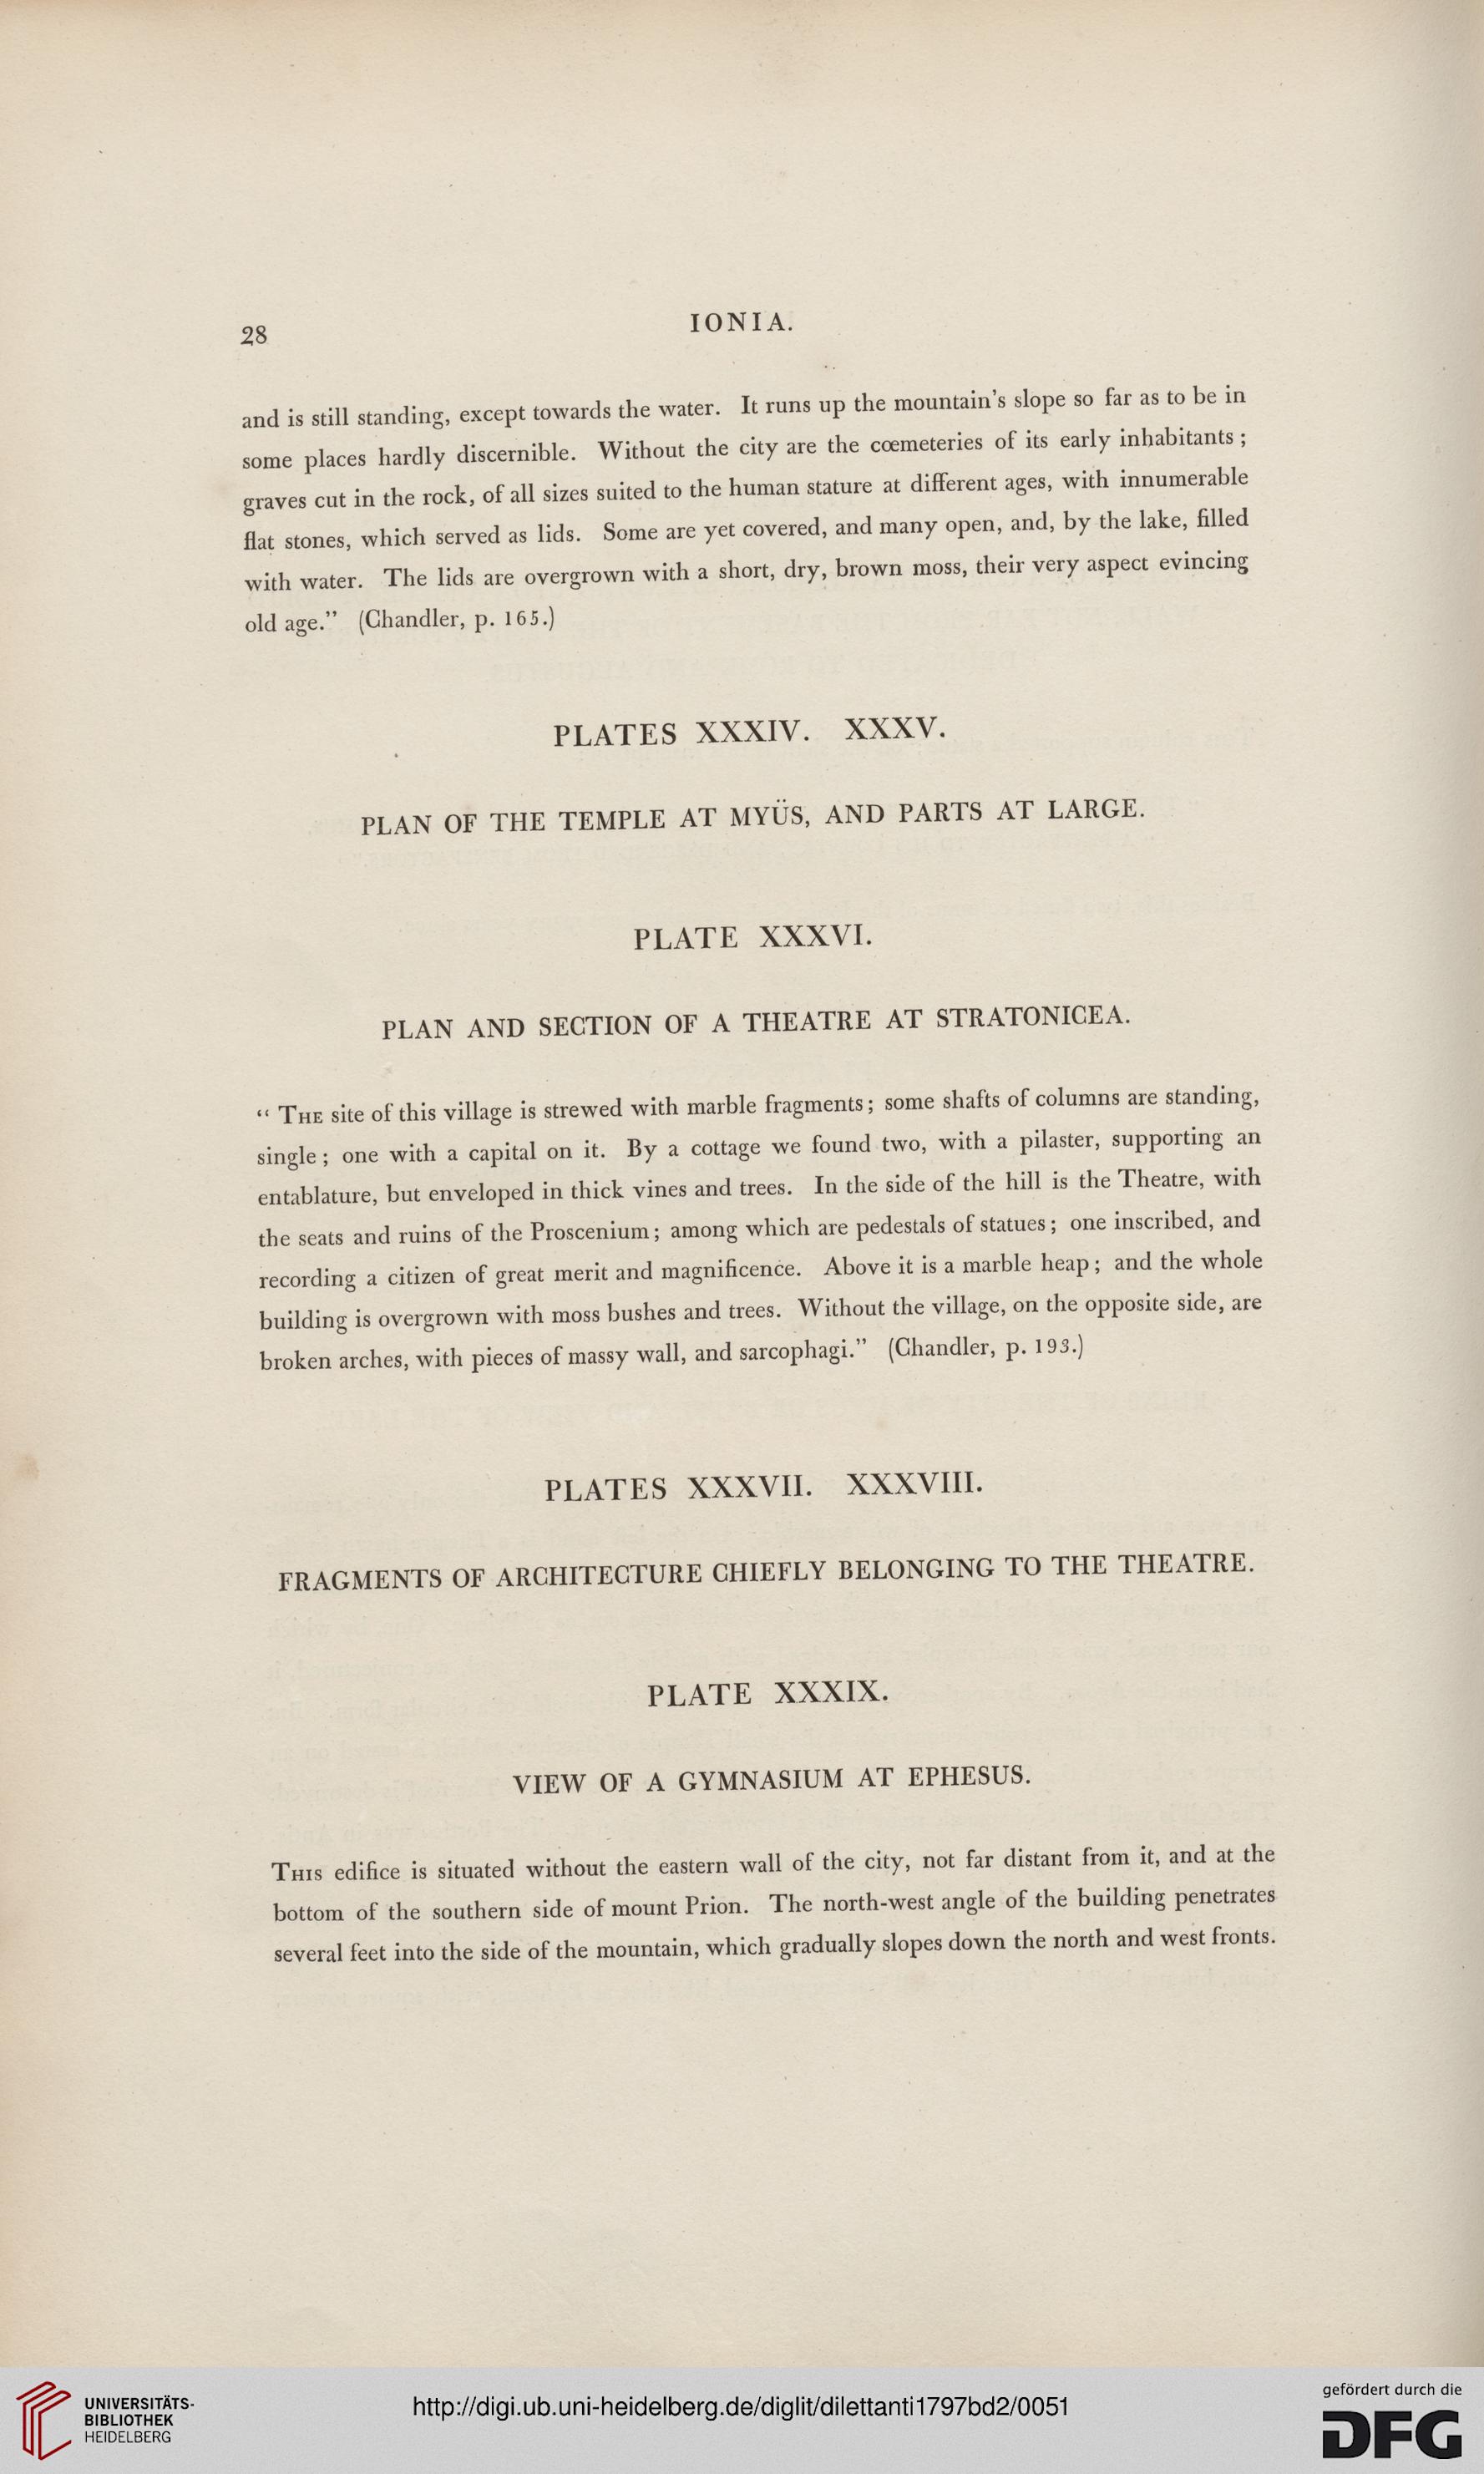 28
IONIA.
and is still standing, except towards the water. It runs up the mountain's slope so far as to be in
some places hardly discernible. Without the city are the cœmeteries of its early inhabitants ;
graves cut in the rock, of all sizes suited to the human stature at different ages, with innumerable
flat stones, which served as lids. Some are yet covered, and many open, and, by the lake, filled
with water. The lids are overgrown with a short, dry, brown moss, their very aspect evincing
old age." (Chandler, p. 165.)
PLATES XXXIV. XXXV.
PLAN OF THE TEMPLE AT MYÜS, AND PARTS AT LARGE.
PLATE XXXVI.
PLAN AND SECTION OF A THEATRE AT STRATONICEA.
" THE site of this village is strewed with marble fragments ; some shafts of columns are standing,
single ; one with a capital on it. By a cottage we found two, with a pilaster, supporting an
entablature, but enveloped in thick vines and trees. In the side of the hill is the Theatre, with
the seats and ruins of the Proscenium ; among which are pedestals of statues ; one inscribed, and
recording a citizen of great merit and magnificence. Above it is a marble heap ; and the whole
building is overgrown with moss bushes and trees. Without the village, on the opposite side, are
broken arches, with pieces of massy wall, and sarcophagi." (Chandler, p. 193.)
PLATES XXXVII. XXXVIII.
FRAGMENTS OF ARCHITECTURE CHIEFLY BELONGING TO THE THEATRE.
PLATE XXXIX.
VIEW OF A GYMNASIUM AT EPHESUS.
THIS edifice is situated without the eastern wall of the city, not far distant from it, and at the
bottom of the southern side of mount Prion. The north-west angle of the building penetrates
several feet into the side of the mountain, which gradually slopes down the north and west fronts.
UNIVERSITÄTS-
BIBLIOTHEK
HEIDELBERG
http://digi.ub.uni-heidelberg.de/diglit/dilettanti1797bd2/0051
gefördert durch die
DFG